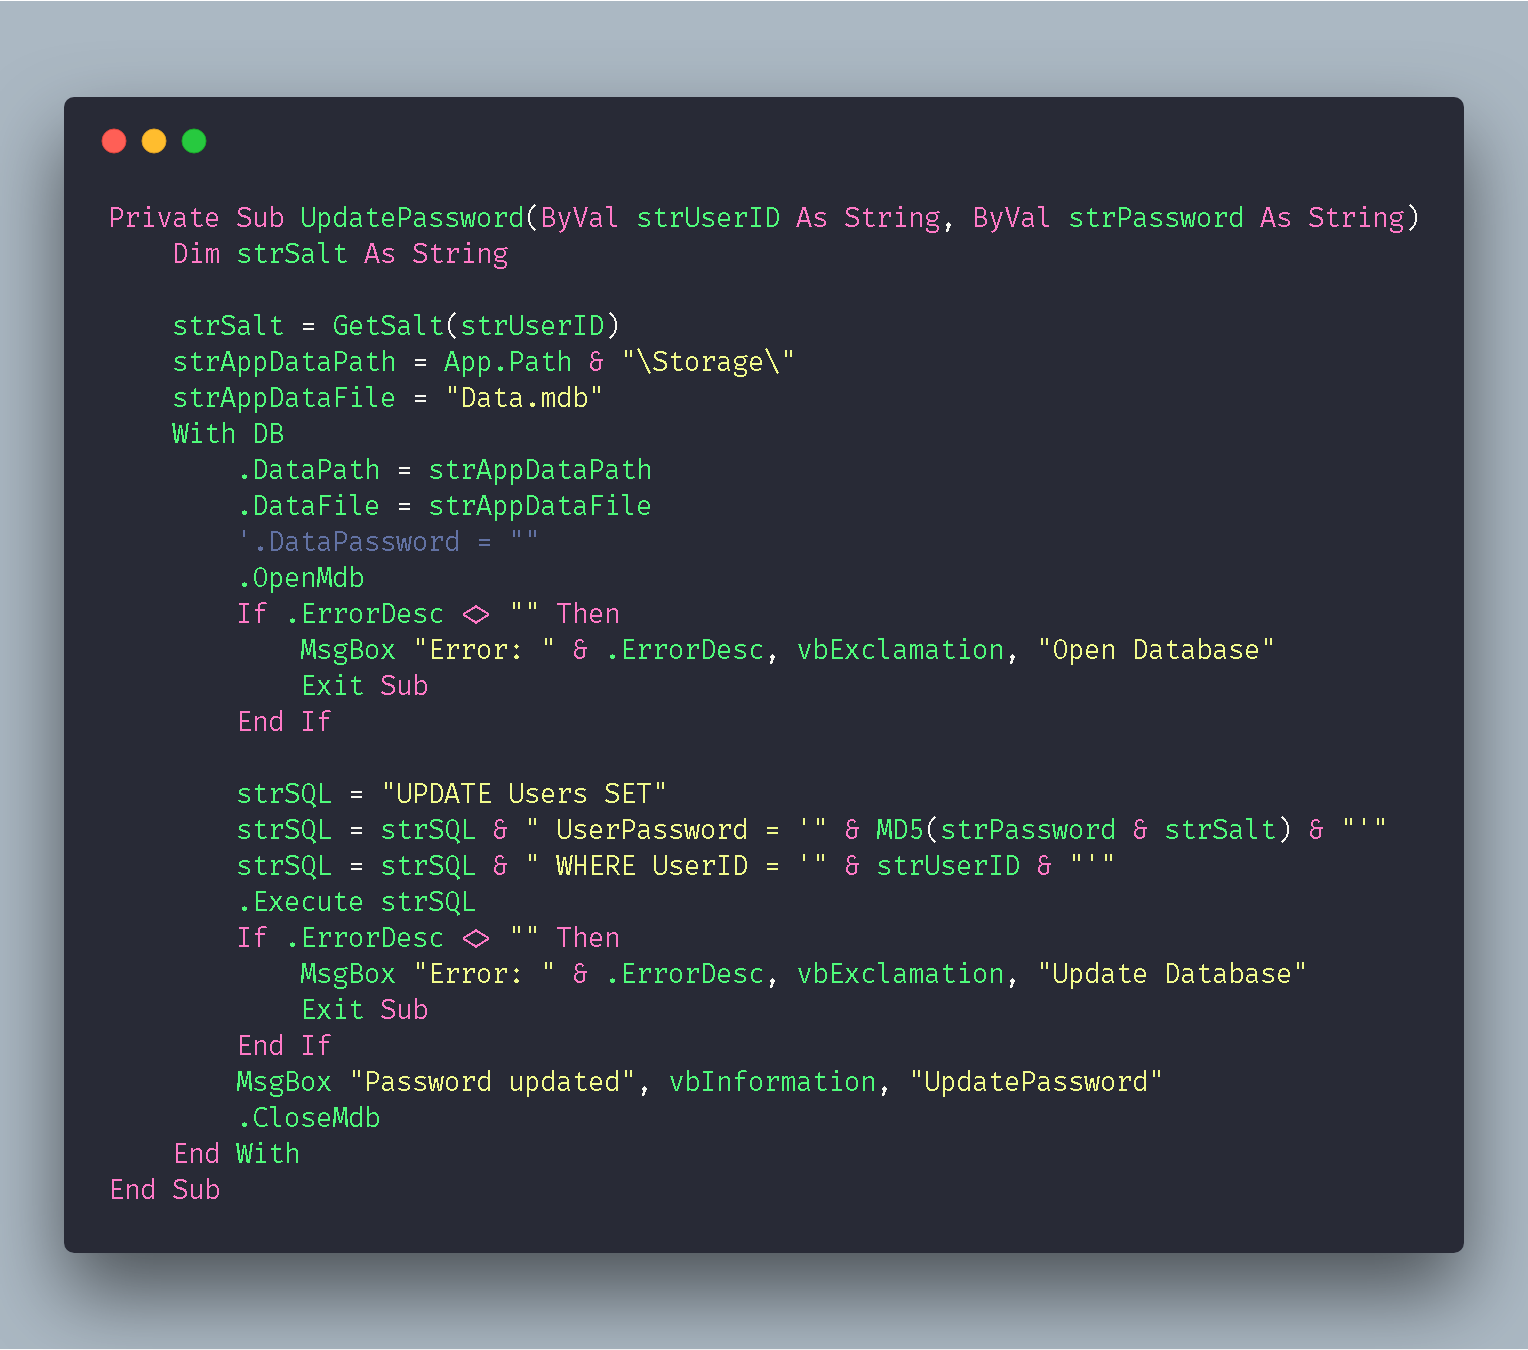 Private Sub UpdatePassword(ByVal strUserID As String, ByVal strPassword As String)
    Dim strSalt As String

    strSalt = GetSalt(strUserID)
    strAppDataPath = App.Path & "\Storage\"
    strAppDataFile = "Data.mdb"
    With DB
        .DataPath = strAppDataPath
        .DataFile = strAppDataFile
        '.DataPassword = ""
        .OpenMdb
        If .ErrorDesc <> "" Then
            MsgBox "Error: " & .ErrorDesc, vbExclamation, "Open Database"
            Exit Sub
        End If

        strSQL = "UPDATE Users SET"
        strSQL = strSQL & " UserPassword = '" & MD5(strPassword & strSalt) & "'"
        strSQL = strSQL & " WHERE UserID = '" & strUserID & "'"
        .Execute strSQL
        If .ErrorDesc <> "" Then
            MsgBox "Error: " & .ErrorDesc, vbExclamation, "Update Database"
            Exit Sub
        End If
        MsgBox "Password updated", vbInformation, "UpdatePassword"
        .CloseMdb
    End With
End Sub